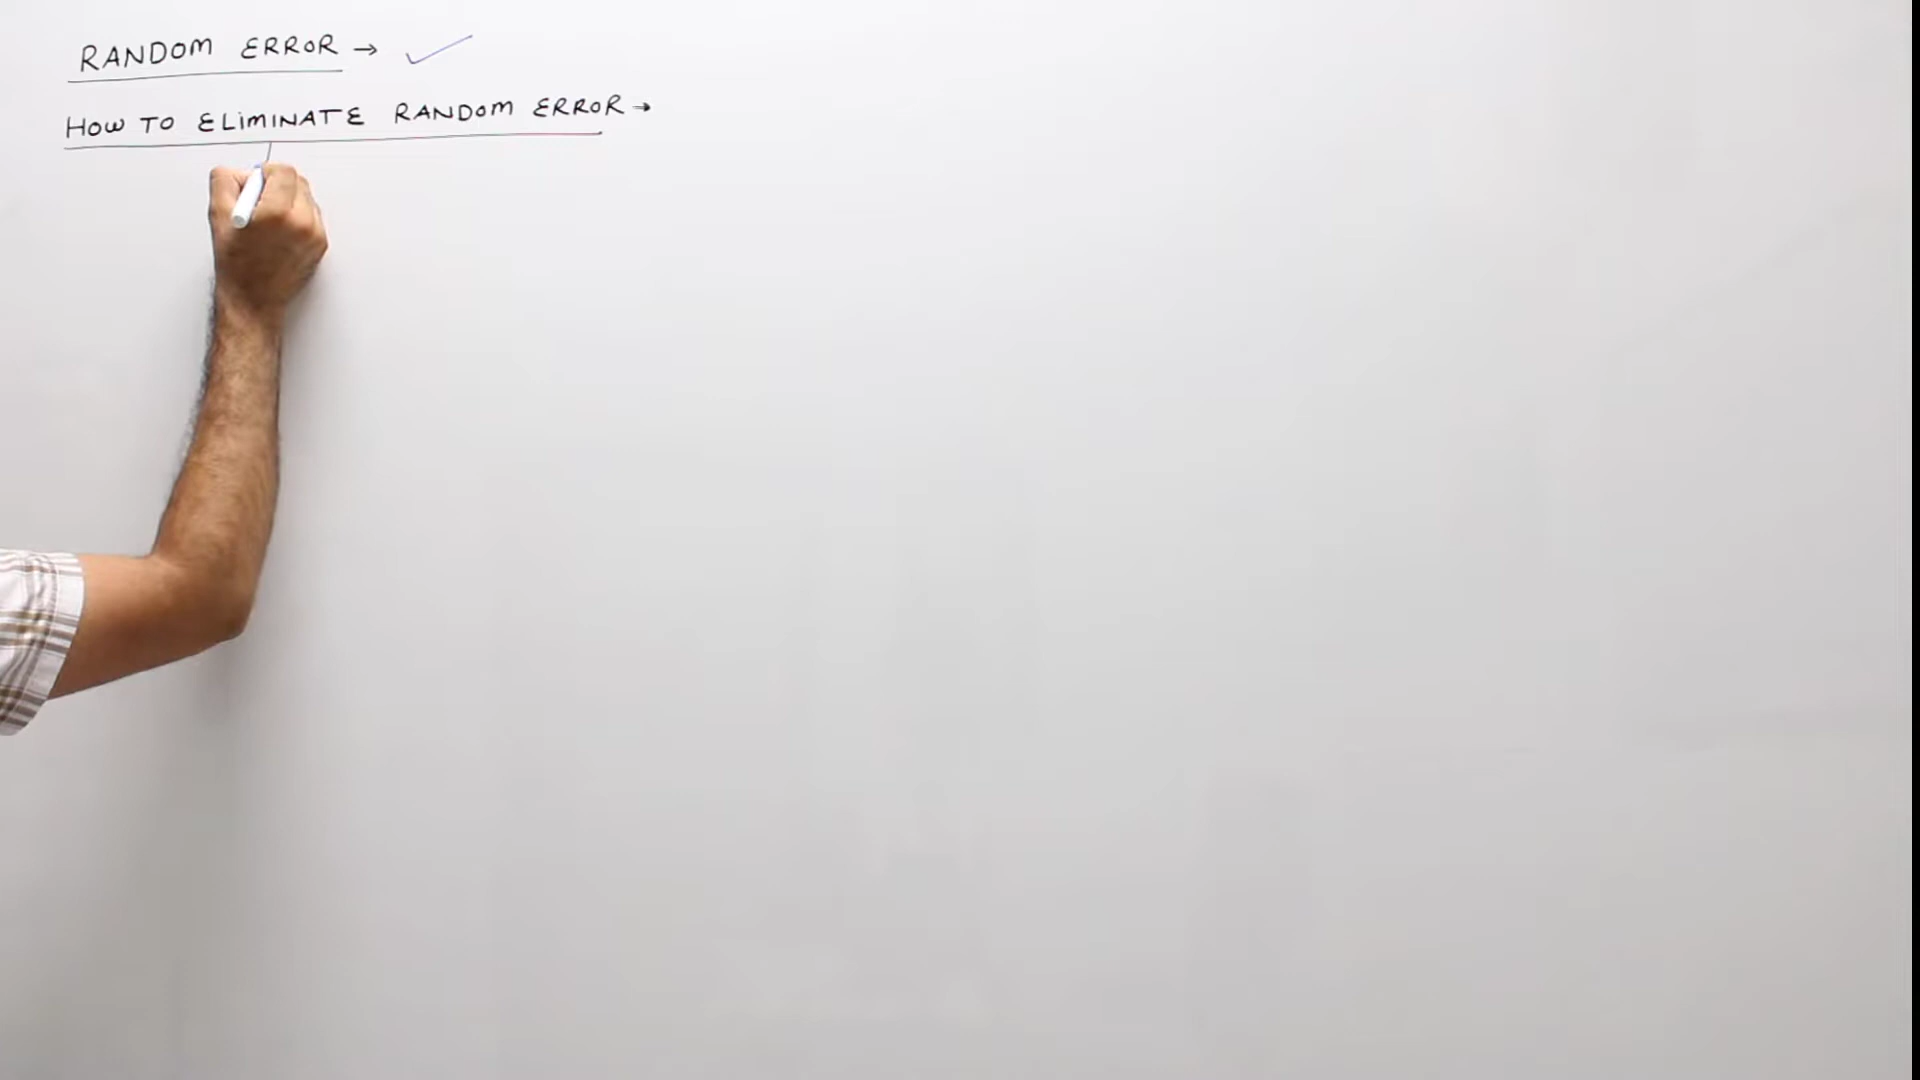 RANDOM ERROR → ✓
HOW TO ELIMINATE RANDOM ERROR →